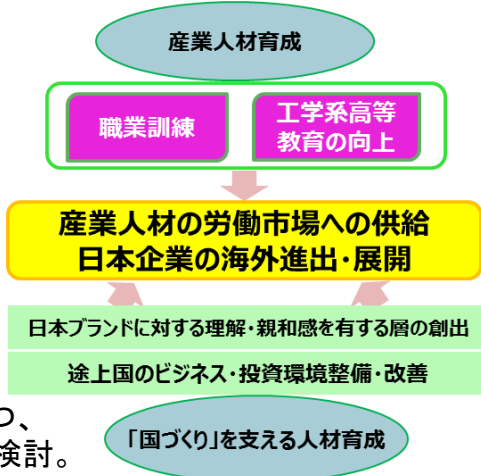 産業人材育成
職業訓練
工学系高等
教育の向上
産業人材の労働市場への供給
日本企業の海外進出・展開
日本ブランドに対する理解・親和感を有する層の創出
途上国のビジネス・投資環境整備・改善
つ、
検討。
「国づくり」を支える人材育成